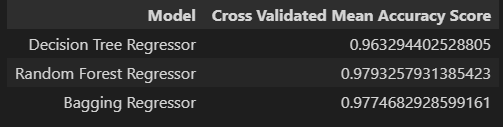 Model Cross Validated Mean Accuracy Score
Decision Tree Regressor 0.963294402528805
Random Forest Regressor 0.9793257931385423
Bagging Regressor 0.9774682928599161